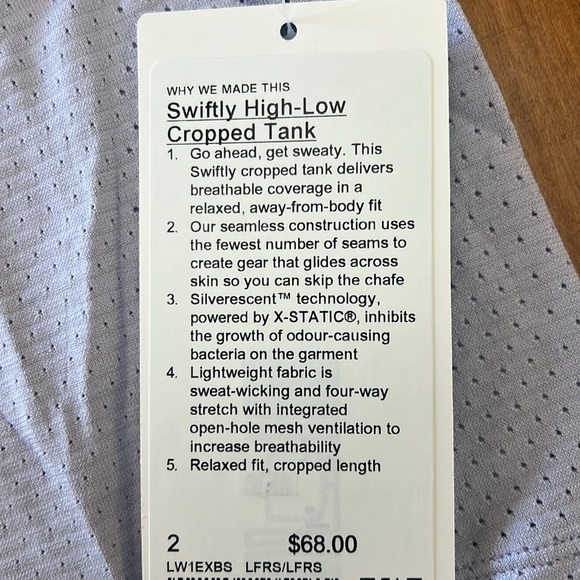 WHY WE MADE THIS
Swiftly High-Low
Cropped Tank
1. Go ahead, get sweaty. This
Swiftly cropped tank delivers
breathable coverage in a
relaxed, away-from-body fit
2. Our seamless construction uses
the fewest number of seams to
create gear that glides across
skin so you can skip the chafe
3. Silverescent™ technology,
powered by X-STATIC®, inhibits
the growth of odour-causing
bacteria on the garment
4. Lightweight fabric is
sweat-wicking and four-way
stretch with integrated
open-hole mesh ventilation to
increase breathability
5. Relaxed fit, cropped length
2 $68.00
LW1EXBS LFRS/LFRS